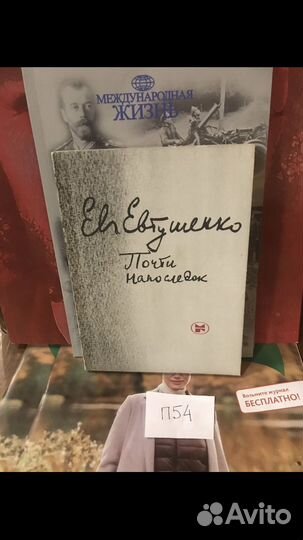 МЕЖДУНАРОДНАЯ
ЖИЗНЬ
Евг Евтушенко
Почти
напоследок
Возьмите журнал
БЕСПЛАТНО!
П54
Avito